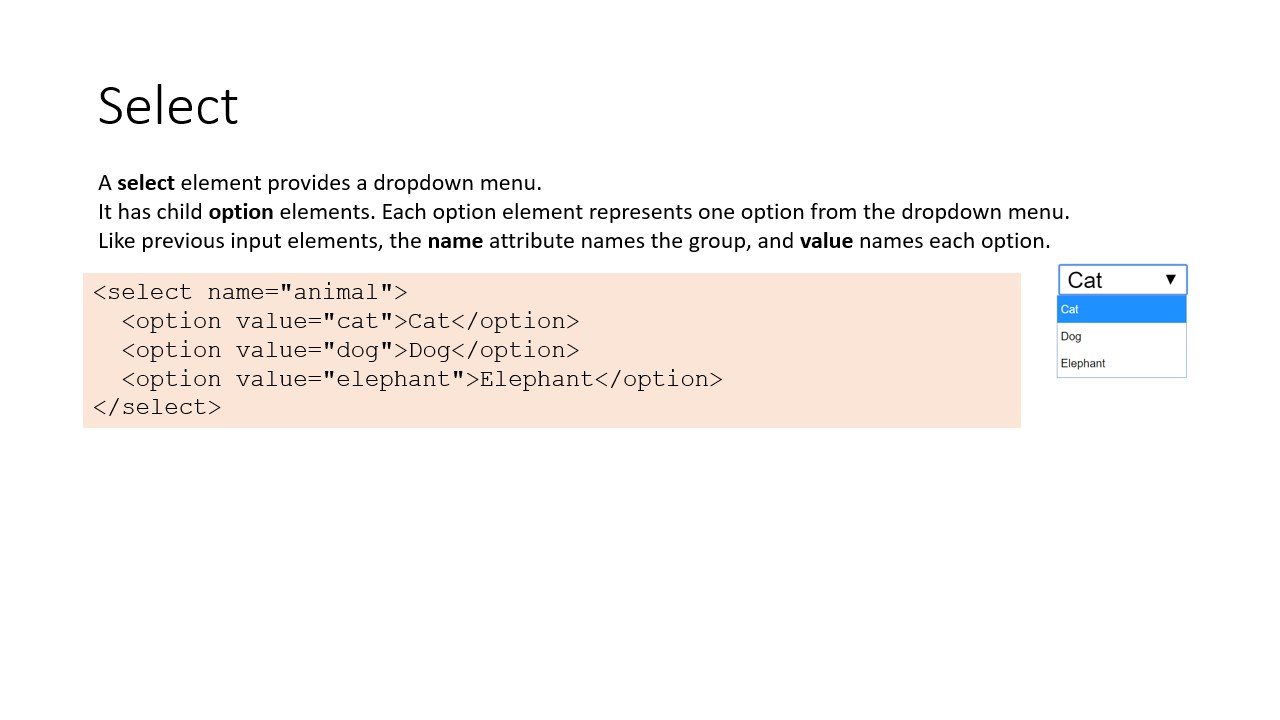 Select
A select element provides a dropdown menu.
It has child option elements. Each option element represents one option from the dropdown menu.
Like previous input elements, the name attribute names the group, and value names each option.
<select name="animal">
  <option value="cat">Cat</option>
  <option value="dog">Dog</option>
  <option value="elephant">Elephant</option>
</select>
Cat ▼
Cat
Dog
Elephant